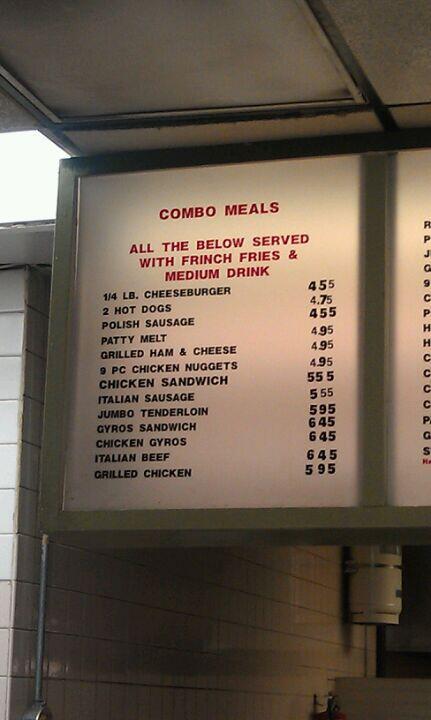 COMBO MEALS
ALL THE BELOW SERVED
WITH FRINCH FRIES &
MEDIUM DRINK
1/4 LB. CHEESEBURGER 455
2 HOT DOGS 4.75
POLISH SAUSAGE 455
PATTY MELT 4.95
GRILLED HAM & CHEESE 4.95
9 PC CHICKEN NUGGETS 4.95
CHICKEN SANDWICH 555
ITALIAN SAUSAGE 555
JUMBO TENDERLOIN 595
GYROS SANDWICH 645
CHICKEN GYROS 645
ITALIAN BEEF 645
GRILLED CHICKEN 595